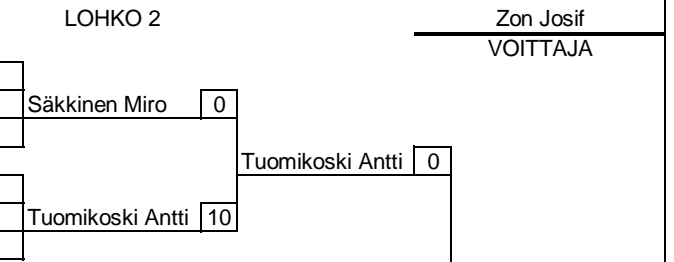 LOHKO 2
Zon Josif
VOITTAJA
Säkkinen Miro 0
Tuomikoski Antti 0
Tuomikoski Antti 10